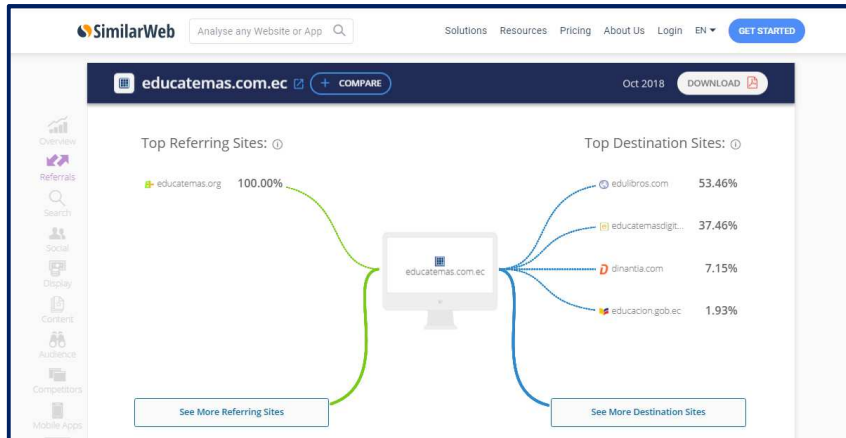 SimilarWeb
Analyse any Website or App
Solutions Resources Pricing About Us Login EN GET STARTED
educatemas.com.ec + COMPARE Oct 2018 DOWNLOAD
Overview
Referrals
Search
Social
Display
Content
Audience
Competitors
Mobile Apps
Top Referring Sites:
educatemas.org 100.00%
educatemas.com.ec
Top Destination Sites:
edulibros.com 53.46%
educatemasdigit... 37.46%
dinantia.com 7.15%
educacion.gob.ec 1.93%
See More Referring Sites
See More Destination Sites